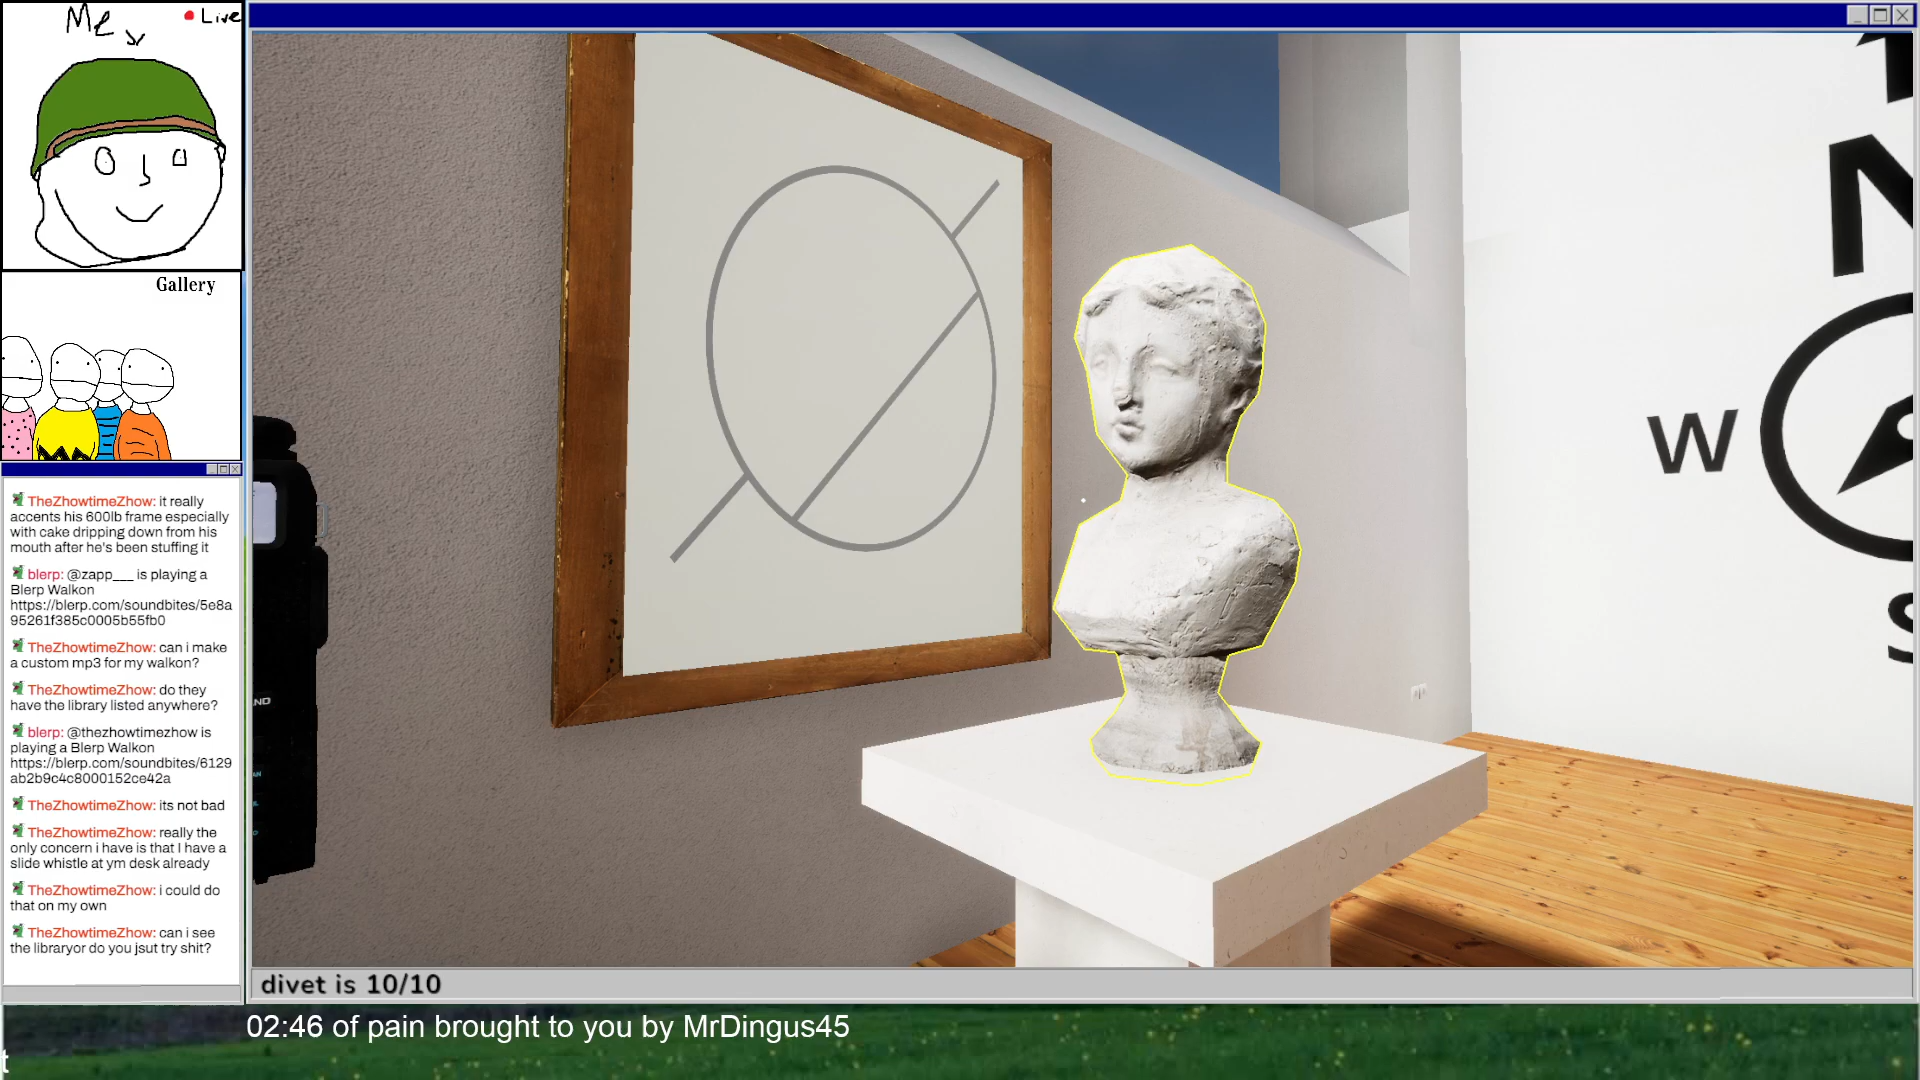 Me
Live
Gallery
TheZhowtimeZhow: it really
accents his 600lb frame especially
with cake dripping down from his
mouth after he's been stuffing it
blerp: @zapp___ is playing a
Blerp Walkon
https://blerp.com/soundbites/5e8a
95261f385c0005b55fb0
TheZhowtimeZhow: can i make
a custom mp3 for my walkon?
TheZhowtimeZhow: do they
have the library listed anywhere?
blerp: @thezhowtimezhow is
playing a Blerp Walkon
https://blerp.com/soundbites/6129
ab2b9c4c8000152ce42a
TheZhowtimeZhow: its not bad
TheZhowtimeZhow: really the
only concern i have is that I have a
slide whistle at ym desk already
TheZhowtimeZhow: i could do
that on my own
TheZhowtimeZhow: can i see
the libraryor do you jsut try shit?
N
W
S
divet is 10/10
02:46 of pain brought to you by MrDingus45
t